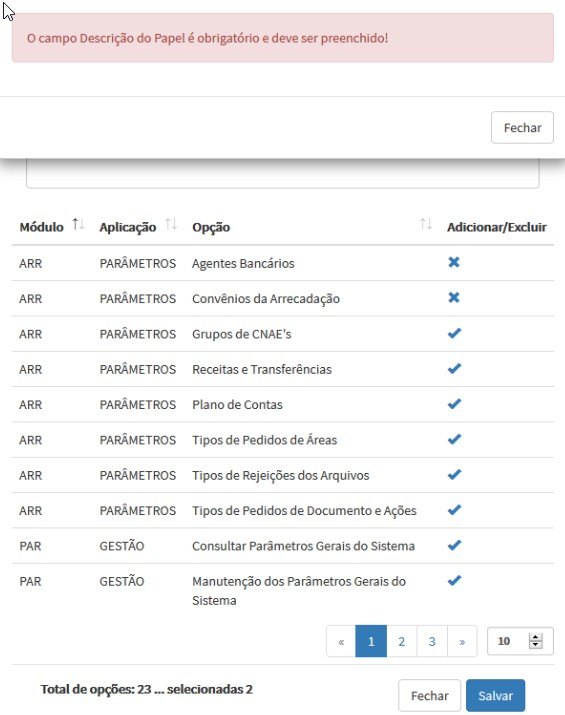 O campo Descrição do Papel é obrigatório e deve ser preenchido!
Fechar
Módulo Aplicação Opção Adicionar/Excluir
ARR PARÂMETROS Agentes Bancários
ARR PARÂMETROS Convênios da Arrecadação
ARR PARÂMETROS Grupos de CNAE's
ARR PARÂMETROS Receitas e Transferências
ARR PARÂMETROS Plano de Contas
ARR PARÂMETROS Tipos de Pedidos de Áreas
ARR PARÂMETROS Tipos de Rejeições dos Arquivos
ARR PARÂMETROS Tipos de Pedidos de Documento e Ações
PAR GESTÃO Consultar Parâmetros Gerais do Sistema
PAR GESTÃO Manutenção dos Parâmetros Gerais do
Sistema
« 1 2 3 » 10
Total de opções: 23 ... selecionadas 2
Fechar Salvar